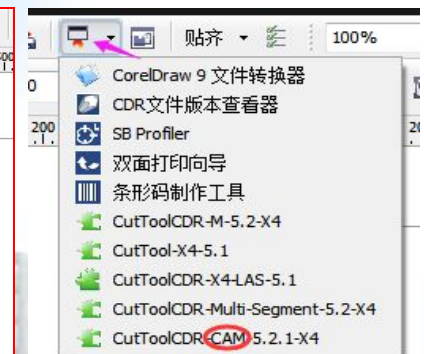 贴齐
100%
500
0
200
20
CorelDraw 9 文件转换器
CDR文件版本查看器
SB Profiler
双面打印向导
条形码制作工具
CutToolCDR-M-5.2-X4
CutTool-X4-5.1
CutToolCDR-X4-LAS-5.1
CutToolCDR-Multi-Segment-5.2-X4
CutToolCDR-CAM-5.2.1-X4